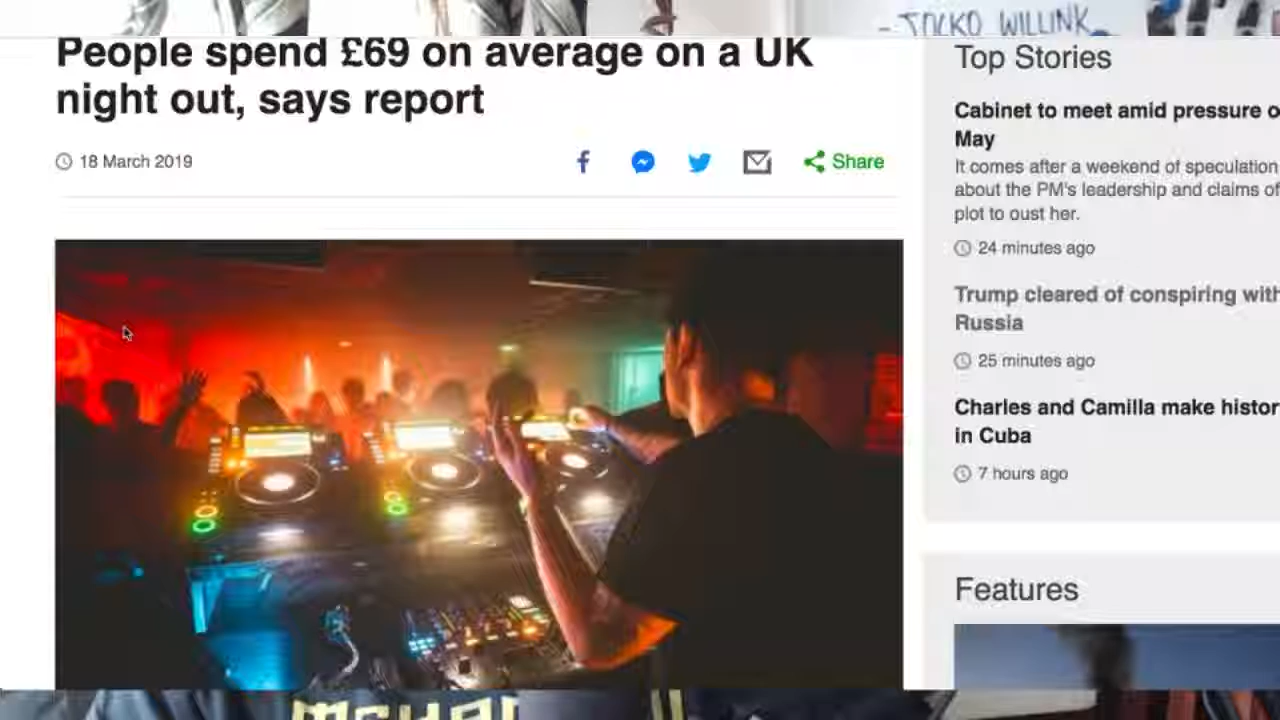 -JOCKO WILLINK
People spend £69 on average on a UK
night out, says report
18 March 2019
Share
Top Stories
Cabinet to meet amid pressure o
May
It comes after a weekend of speculation
about the PM's leadership and claims of
plot to oust her.
24 minutes ago
Trump cleared of conspiring with
Russia
25 minutes ago
Charles and Camilla make histor
in Cuba
7 hours ago
Features